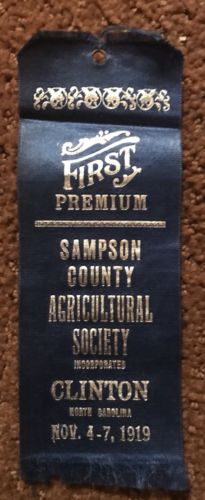 FIRST
PREMIUM
SAMPSON
COUNTY
AGRICULTURAL
SOCIETY
INCORPORATED
CLINTON
NORTH CAROLINA
NOV. 4-7, 1919